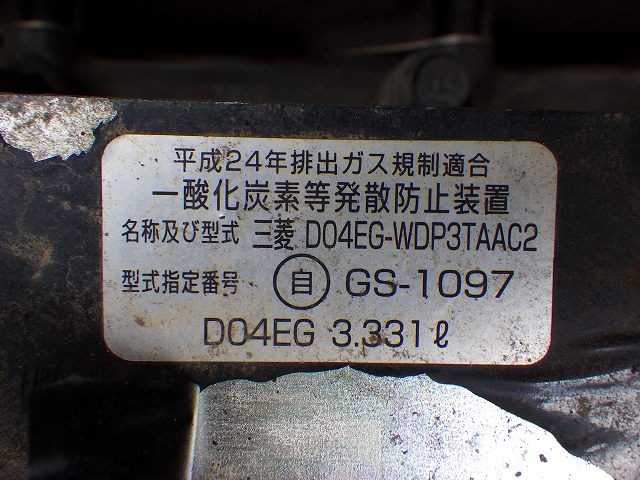 平成24年排出ガス規制適合
一酸化炭素等発散防止装置
名称及び型式 三菱 D04EG-WDP3TAAC2
型式指定番号 自 GS-1097
D04EG 3.331ℓ